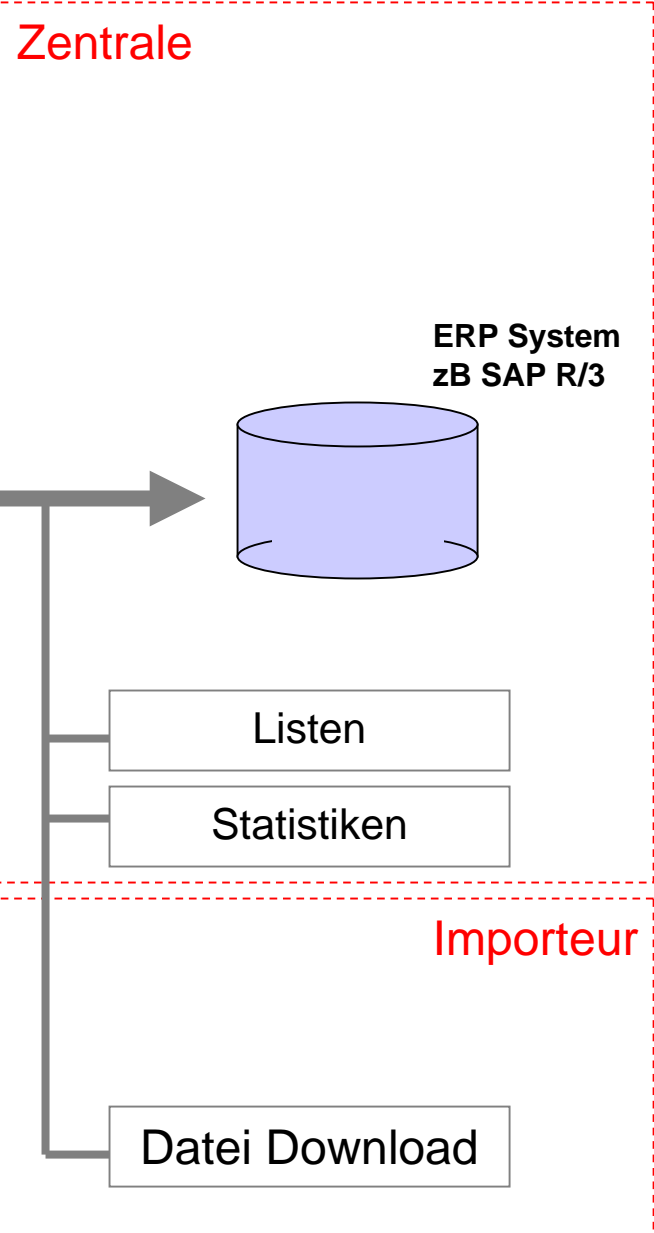 Zentrale
ERP System
zB SAP R/3
Listen
Statistiken
Importeur
Datei Download